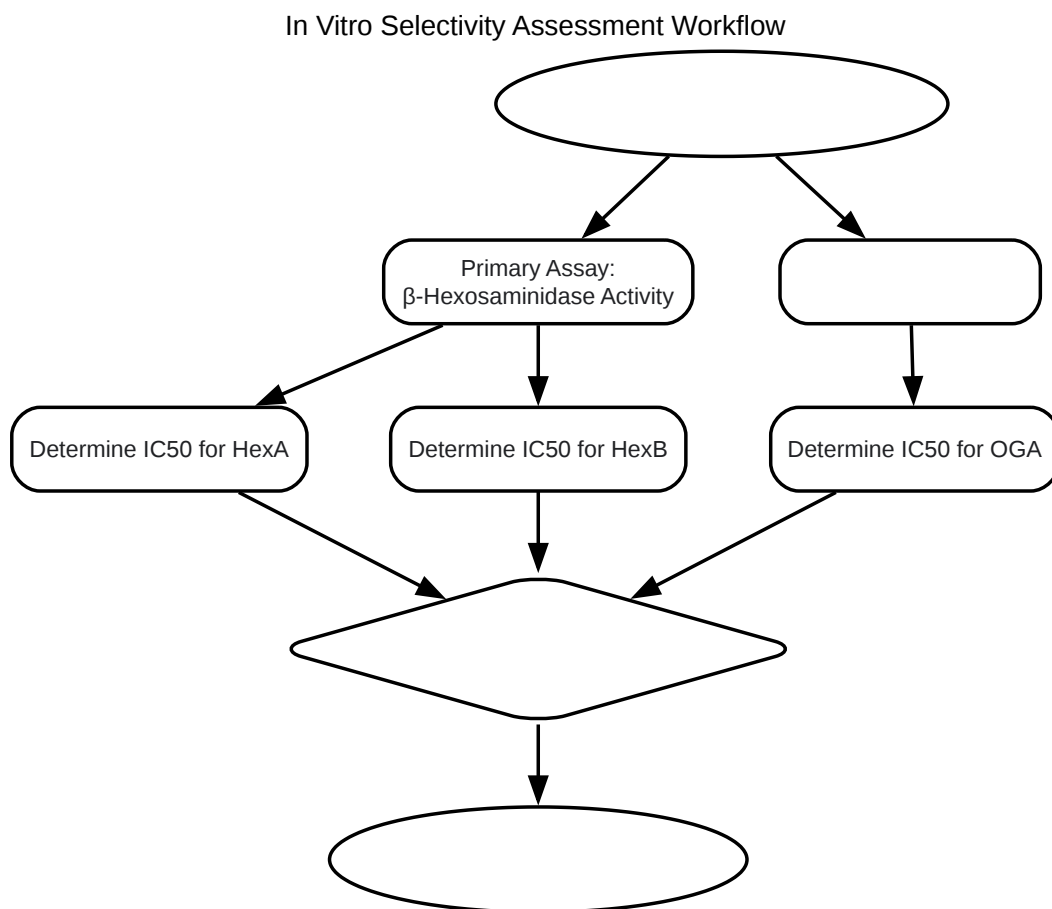 In Vitro Selectivity Assessment Workflow
Primary Assay:
β-Hexosaminidase Activity
Determine IC50 for HexA
Determine IC50 for HexB
Determine IC50 for OGA